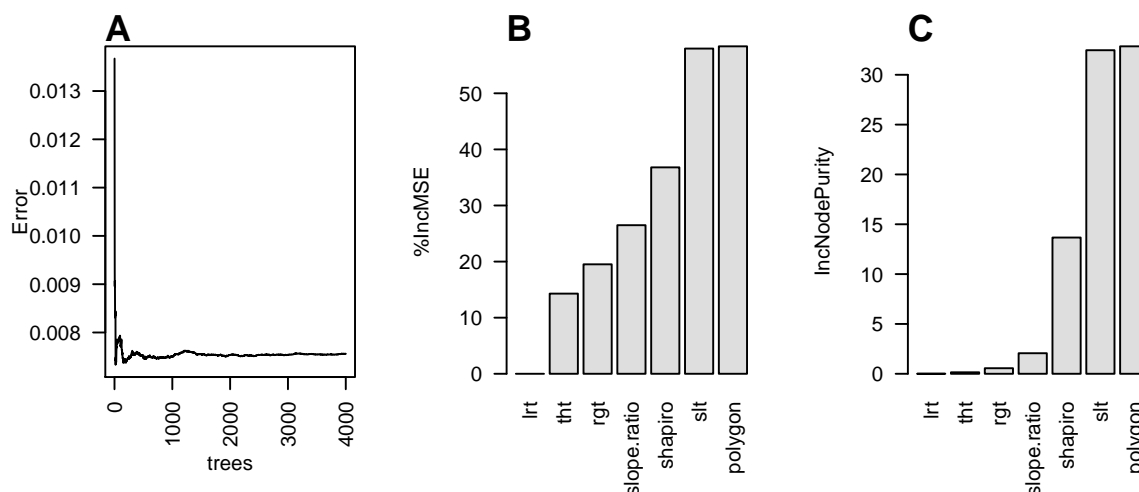 A
Error
0.013
0.012
0.011
0.010
0.009
0.008
0
1000
2000
3000
4000
trees
B
%IncMSE
50
40
30
20
10
0
lrt
tht
rgt
slope.ratio
shapiro
slt
polygon
C
IncNodePurity
30
25
20
15
10
5
0
lrt
tht
rgt
slope.ratio
shapiro
slt
polygon